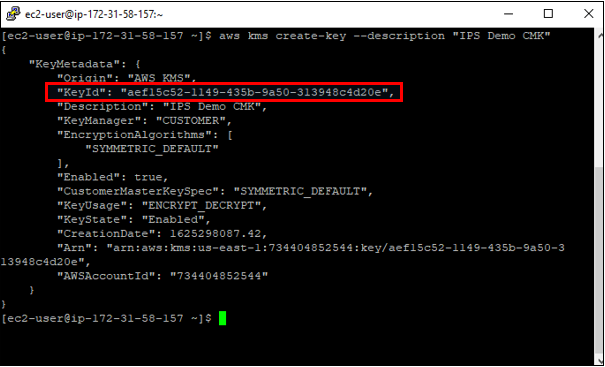 ec2-user@ip-172-31-58-157:~
[ec2-user@ip-172-31-58-157 ~]$ aws kms create-key --description "IPS Demo CMK"
{
    "KeyMetadata": {
        "Origin": "AWS_KMS",
        "KeyId": "aef15c52-1149-435b-9a50-313948c4d20e",
        "Description": "IPS Demo CMK",
        "KeyManager": "CUSTOMER",
        "EncryptionAlgorithms": [
            "SYMMETRIC_DEFAULT"
        ],
        "Enabled": true,
        "CustomerMasterKeySpec": "SYMMETRIC_DEFAULT",
        "KeyUsage": "ENCRYPT_DECRYPT",
        "KeyState": "Enabled",
        "CreationDate": 1625298087.42,
        "Arn": "arn:aws:kms:us-east-1:734404852544:key/aef15c52-1149-435b-9a50-3
13948c4d20e",
        "AWSAccountId": "734404852544"
    }
}
[ec2-user@ip-172-31-58-157 ~]$